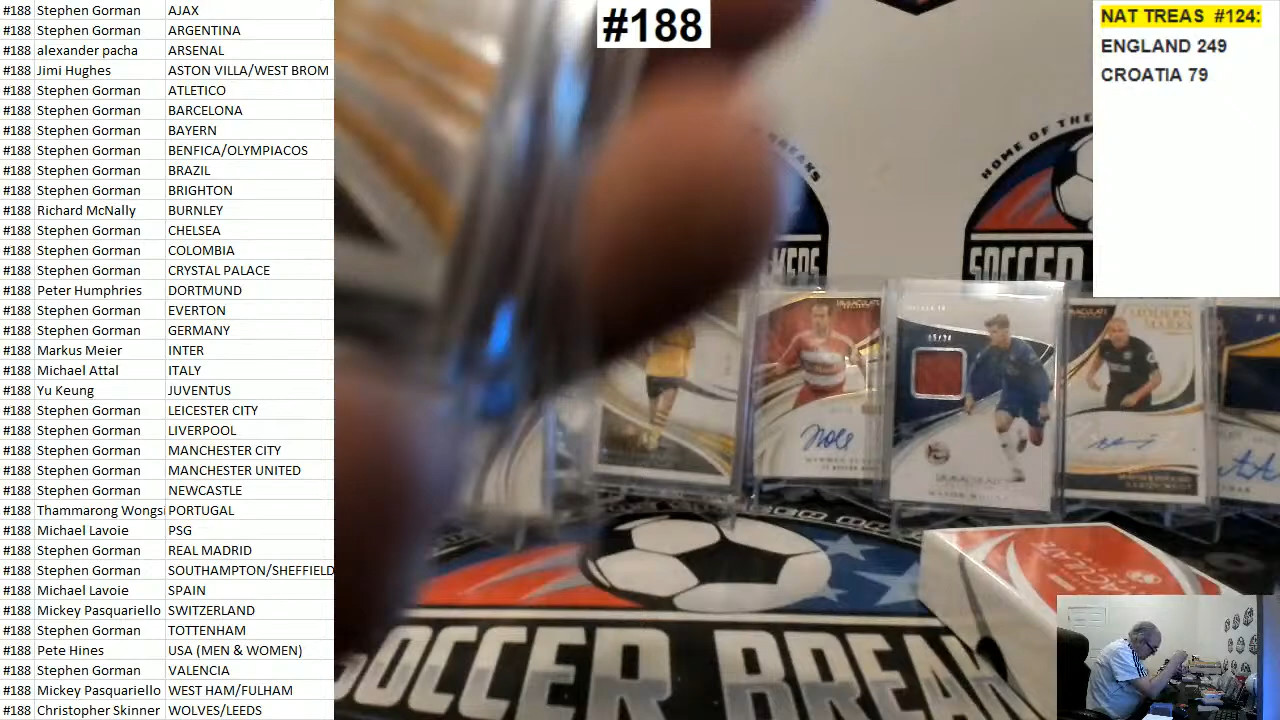 #188 Stephen Gorman AJAX
#188 Stephen Gorman ARGENTINA
#188 alexander pacha ARSENAL
#188 Jimi Hughes ASTON VILLA/WEST BROM
#188 Stephen Gorman ATLETICO
#188 Stephen Gorman BARCELONA
#188 Stephen Gorman BAYERN
#188 Stephen Gorman BENFICA/OLYMPIACOS
#188 Stephen Gorman BRAZIL
#188 Stephen Gorman BRIGHTON
#188 Richard McNally BURNLEY
#188 Stephen Gorman CHELSEA
#188 Stephen Gorman COLOMBIA
#188 Stephen Gorman CRYSTAL PALACE
#188 Peter Humphries DORTMUND
#188 Stephen Gorman EVERTON
#188 Stephen Gorman GERMANY
#188 Markus Meier INTER
#188 Michael Attal ITALY
#188 Yu Keung JUVENTUS
#188 Stephen Gorman LEICESTER CITY
#188 Stephen Gorman LIVERPOOL
#188 Stephen Gorman MANCHESTER CITY
#188 Stephen Gorman MANCHESTER UNITED
#188 Stephen Gorman NEWCASTLE
#188 Thammarong Wongsi PORTUGAL
#188 Michael Lavoie PSG
#188 Stephen Gorman REAL MADRID
#188 Stephen Gorman SOUTHAMPTON/SHEFFIELD
#188 Michael Lavoie SPAIN
#188 Mickey Pasquariello SWITZERLAND
#188 Stephen Gorman TOTTENHAM
#188 Pete Hines USA (MEN & WOMEN)
#188 Stephen Gorman VALENCIA
#188 Mickey Pasquariello WEST HAM/FULHAM
#188 Christopher Skinner WOLVES/LEEDS
#188
NAT TREAS #124:
ENGLAND 249
CROATIA 79
HOME OF THE
SOCCER
IMMACULATE
MODERN
MARKS
SOCCER BREAK